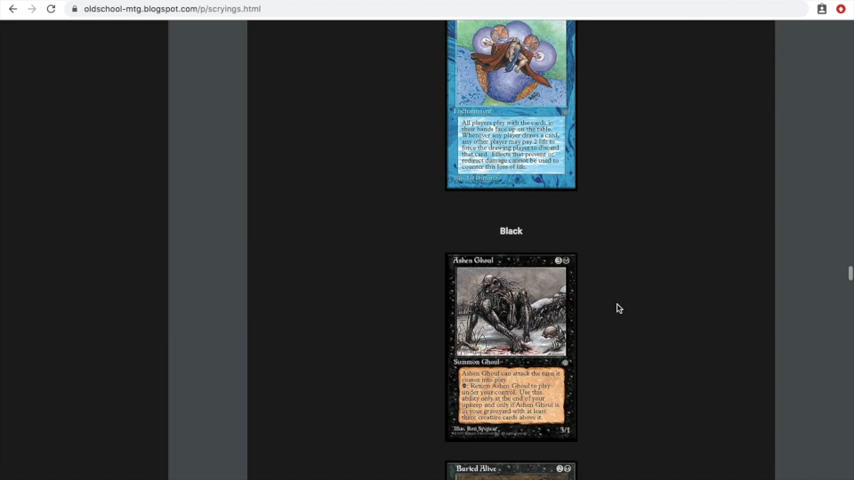 oldschool-mtg.blogspot.com/p/scryings.html
Enchantment
All players play with the cards in
their hands face up on the table.
Whenever any player draws a card,
any other player may pay 2 life to
force the drawing player to discard
that card. Effects that prevent or
redirect damage cannot be used to
counter this loss of life.
Black
Ashen Ghoul
3
Summon Ghoul
Ashen Ghoul can attack the turn it
comes into play.
: Return Ashen Ghoul to play
under your control. Use this
ability only at the end of your
upkeep and only if Ashen Ghoul is
in your graveyard with at least
three creature cards above it.
Illus. Ron Spencer
3/1
Buried Alive
2